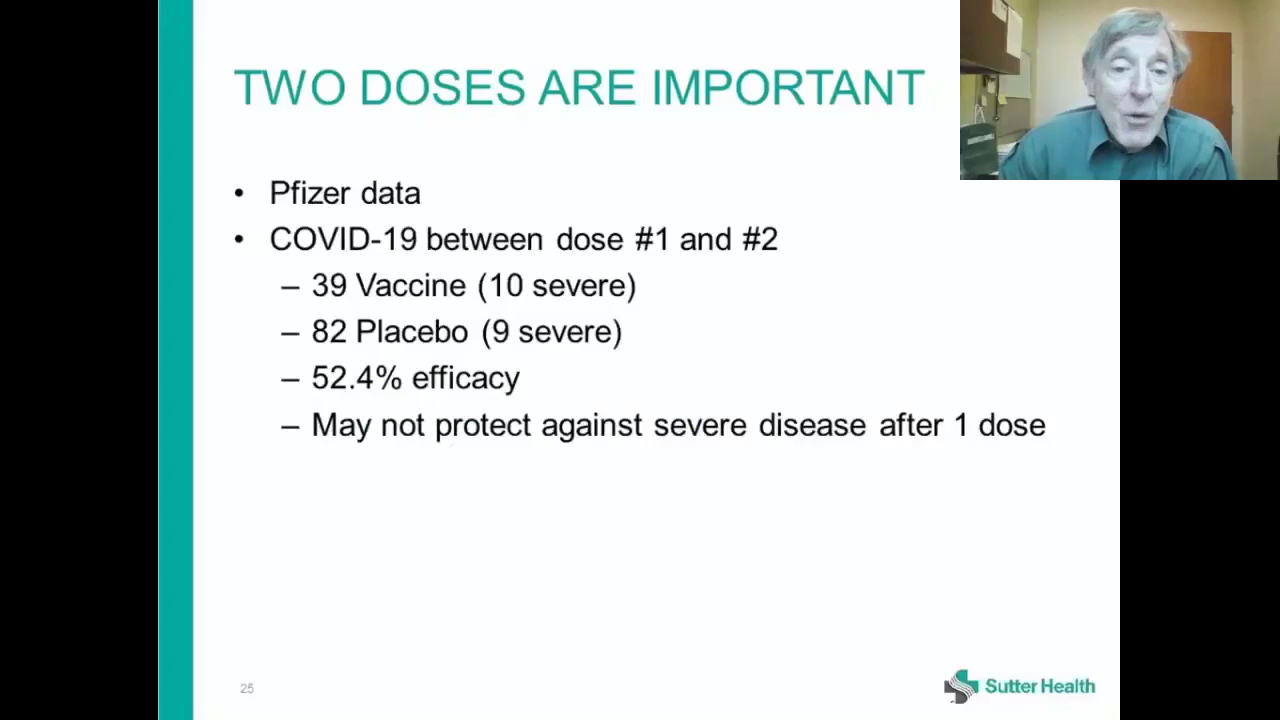 TWO DOSES ARE IMPORTANT
• Pfizer data
• COVID-19 between dose #1 and #2
– 39 Vaccine (10 severe)
– 82 Placebo (9 severe)
– 52.4% efficacy
– May not protect against severe disease after 1 dose
25
Sutter Health